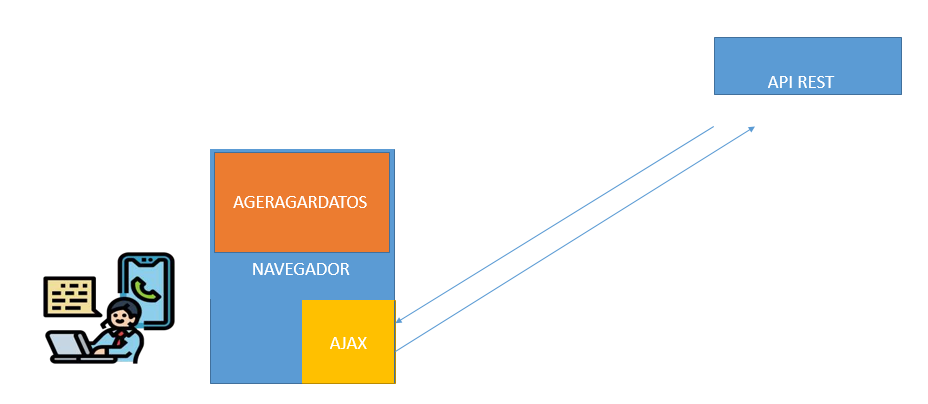 API REST
AGERAGARDATOS
NAVEGADOR
AJAX